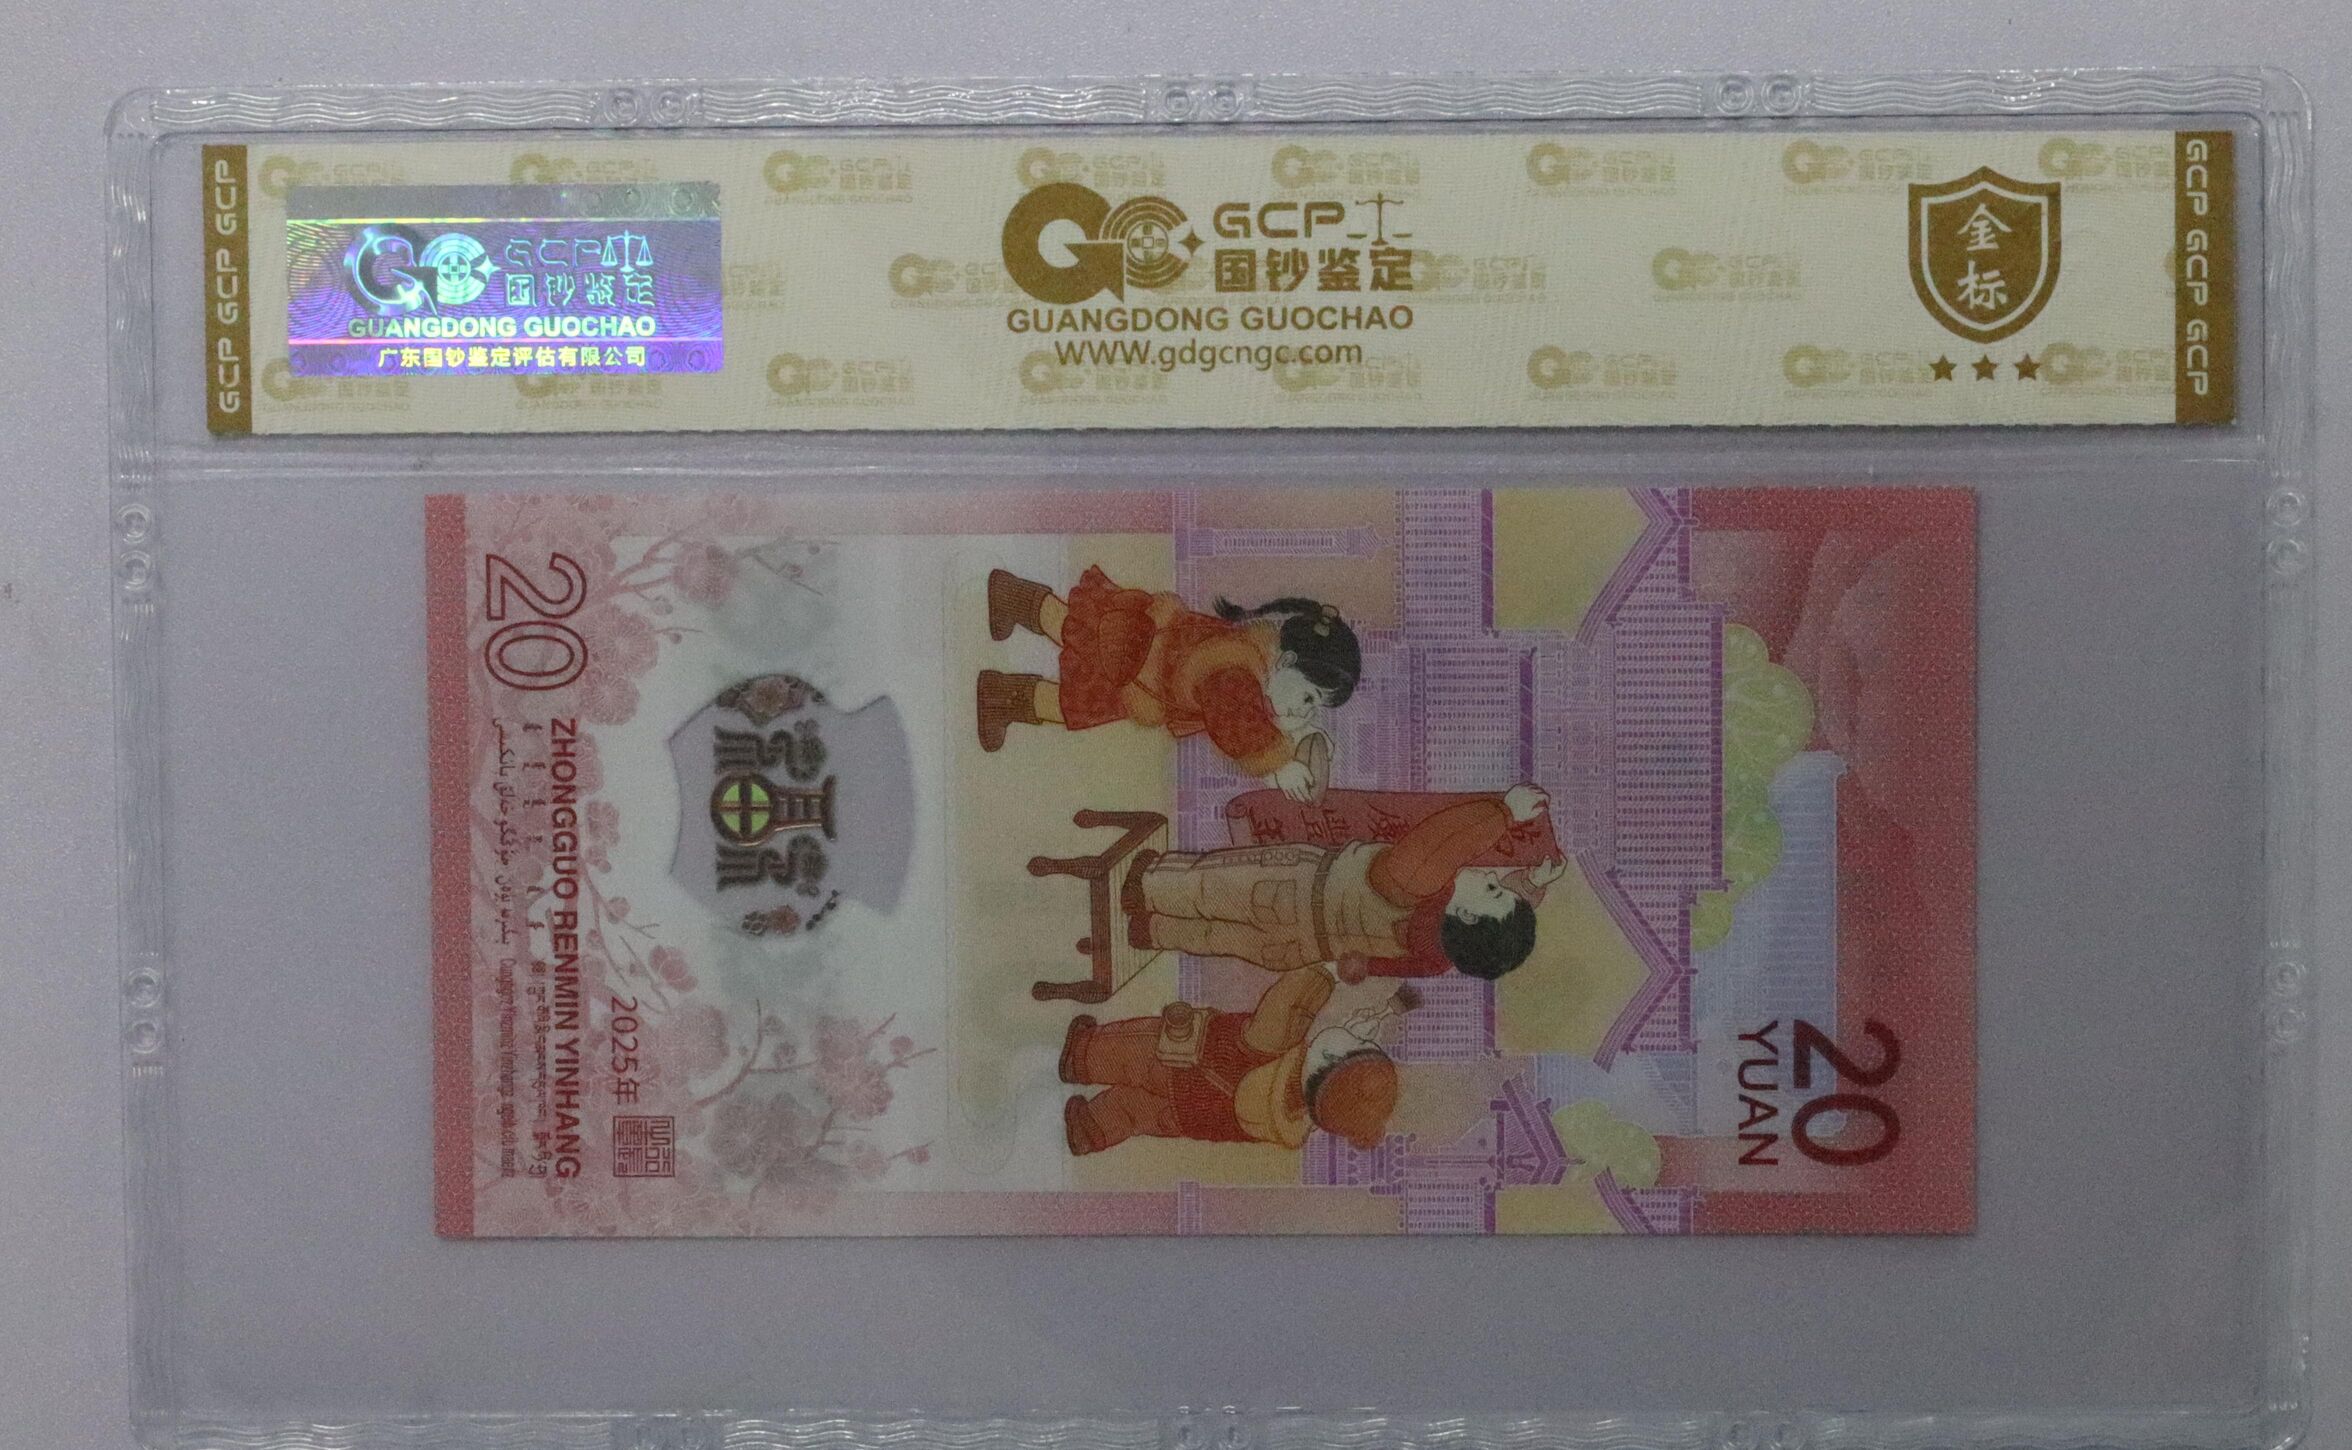 GCP GCP GCP
GCP
国钞鉴定
GUANGDONG GUOCHAO
广东国钞鉴定评估有限公司
GCP
国钞鉴定
GUANGDONG GUOCHAO
WWW.gdgcngc.com
金标
GCP GCP GCP
20
YUAN
20
ZHONGGUO RENMIN YINHANG
2025年